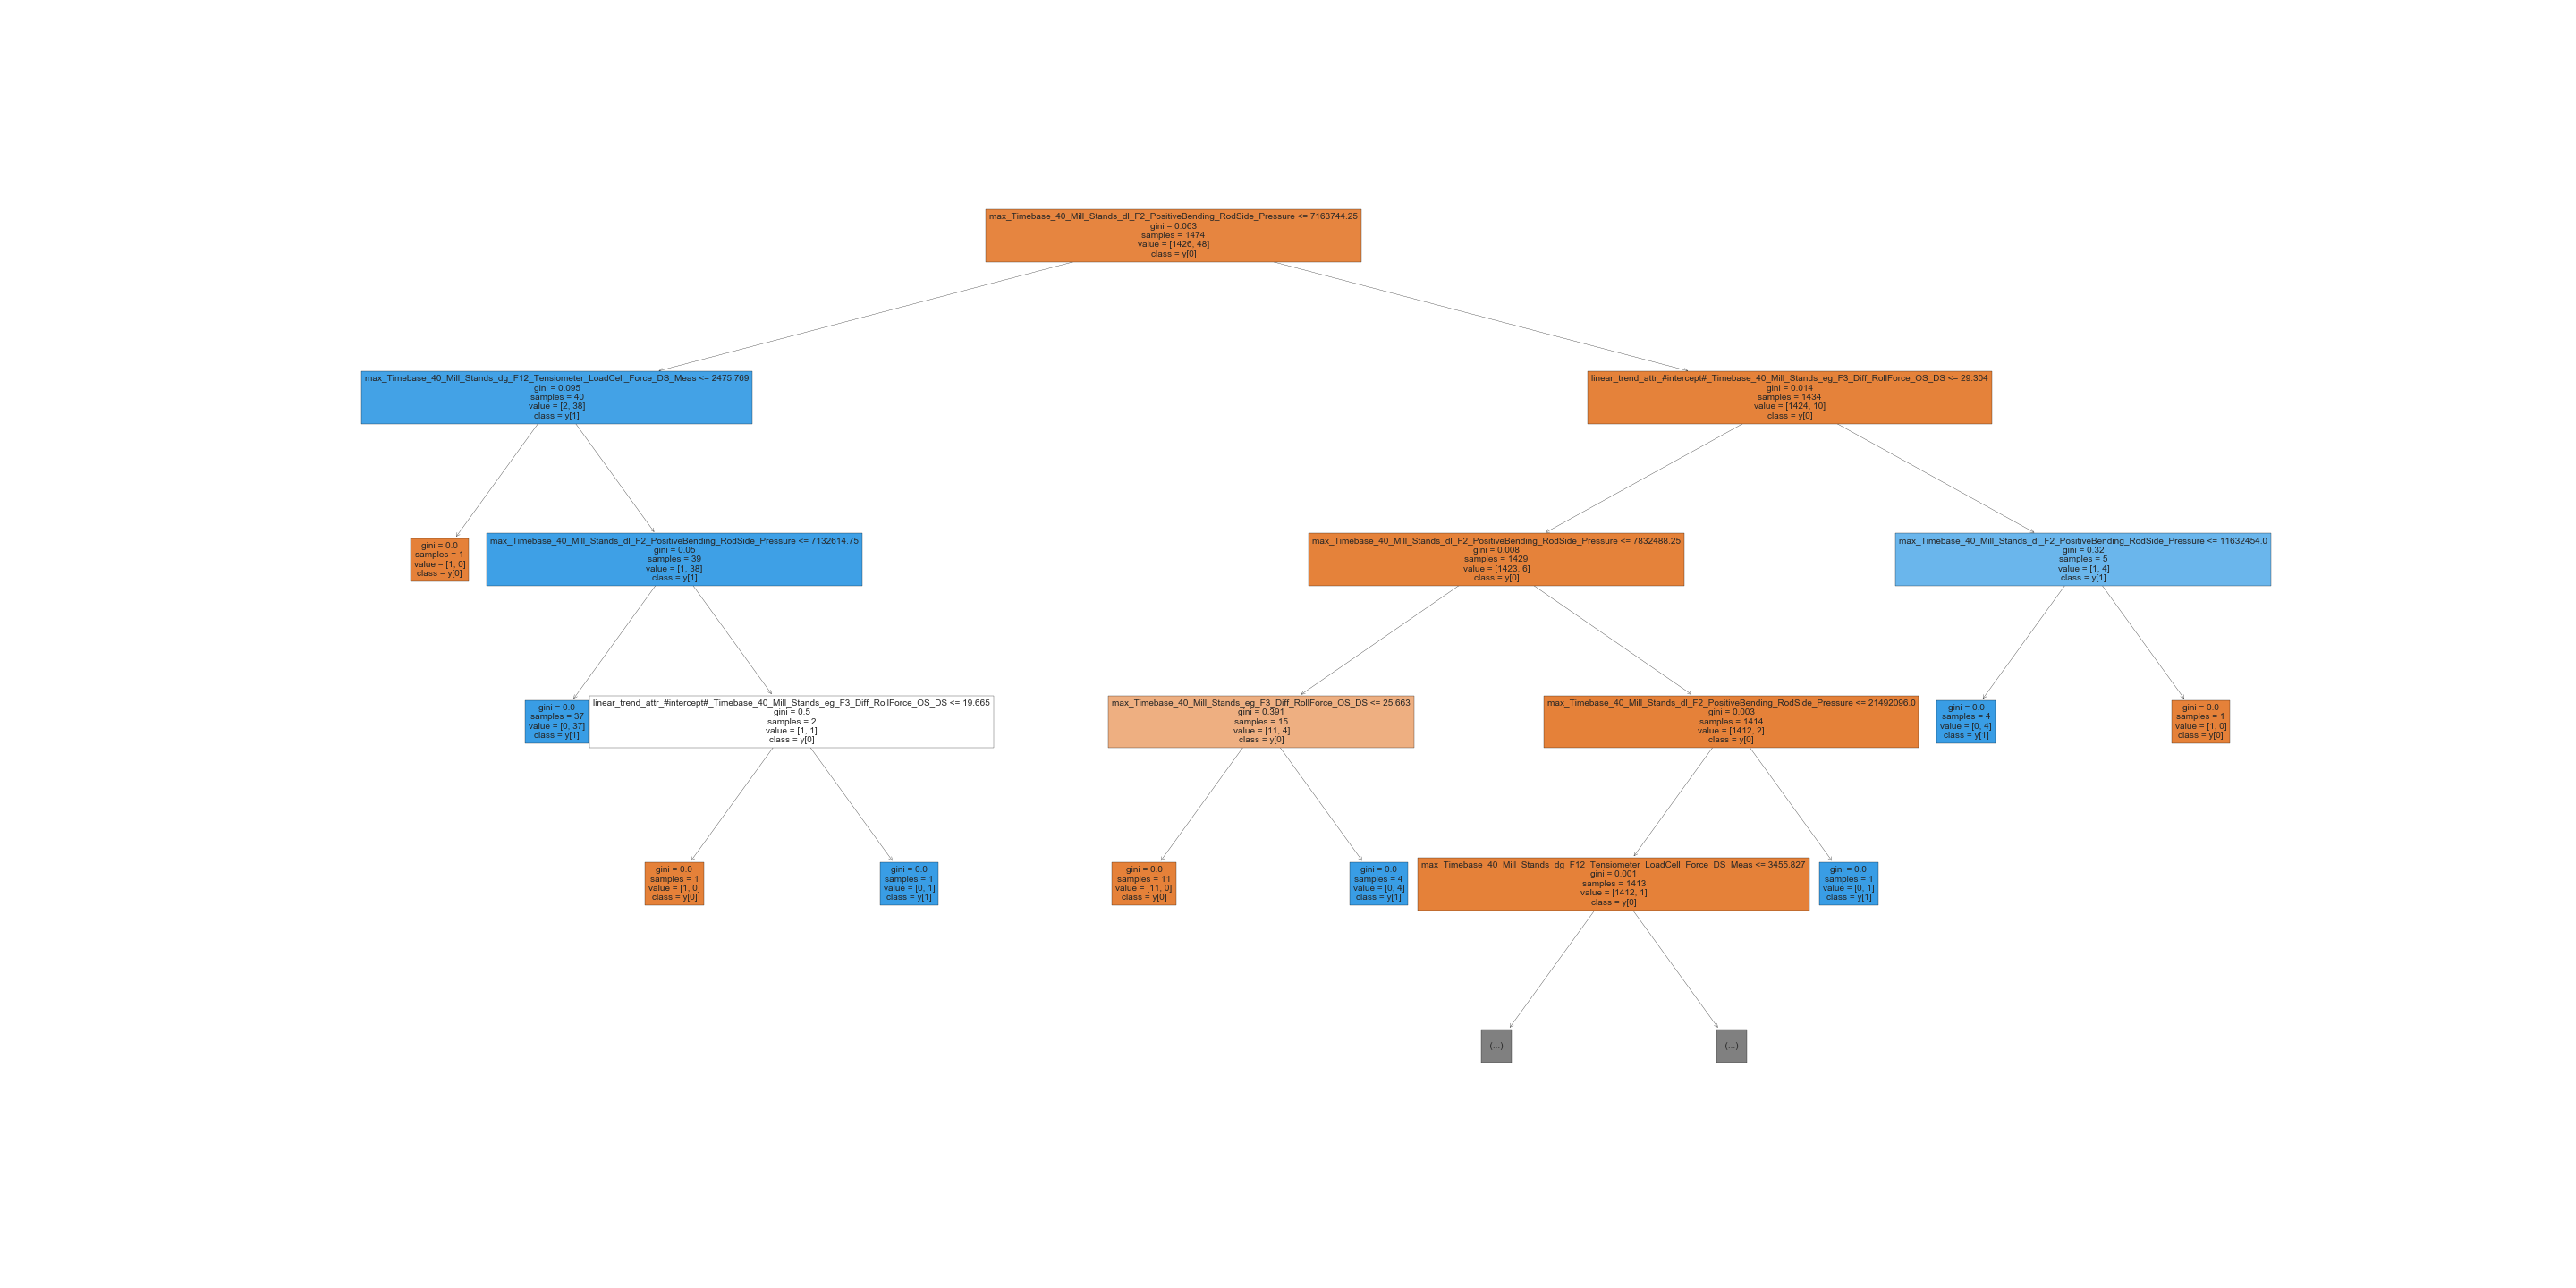 max_Timebase_40_Mill_Stands_dl_F2_PositiveBending_RodSide_Pressure <= 7163744.25
gini = 0.063
samples = 1474
value = [1426, 48]
class = y[0]
max_Timebase_40_Mill_Stands_dg_F12_Tensiometer_LoadCell_Force_DS_Meas <= 2475.769
gini = 0.095
samples = 40
value = [2, 38]
class = y[1]
linear_trend_attr_#intercept#_Timebase_40_Mill_Stands_eg_F3_Diff_RollForce_OS_DS <= 29.304
gini = 0.014
samples = 1434
value = [1424, 10]
class = y[0]
gini = 0.0
samples = 1
value = [1, 0]
class = y[0]
max_Timebase_40_Mill_Stands_dl_F2_PositiveBending_RodSide_Pressure <= 7132614.75
gini = 0.05
samples = 39
value = [1, 38]
class = y[1]
max_Timebase_40_Mill_Stands_dl_F2_PositiveBending_RodSide_Pressure <= 7832488.25
gini = 0.008
samples = 1429
value = [1423, 6]
class = y[0]
max_Timebase_40_Mill_Stands_dl_F2_PositiveBending_RodSide_Pressure <= 11632454.0
gini = 0.32
samples = 5
value = [1, 4]
class = y[1]
gini = 0.0
samples = 37
value = [0, 37]
class = y[1]
linear_trend_attr_#intercept#_Timebase_40_Mill_Stands_eg_F3_Diff_RollForce_OS_DS <= 19.665
gini = 0.5
samples = 2
value = [1, 1]
class = y[0]
max_Timebase_40_Mill_Stands_eg_F3_Diff_RollForce_OS_DS <= 25.663
gini = 0.391
samples = 15
value = [11, 4]
class = y[0]
max_Timebase_40_Mill_Stands_dl_F2_PositiveBending_RodSide_Pressure <= 21492096.0
gini = 0.003
samples = 1414
value = [1412, 2]
class = y[0]
gini = 0.0
samples = 4
value = [0, 4]
class = y[1]
gini = 0.0
samples = 1
value = [1, 0]
class = y[0]
gini = 0.0
samples = 1
value = [1, 0]
class = y[0]
gini = 0.0
samples = 1
value = [0, 1]
class = y[1]
gini = 0.0
samples = 11
value = [11, 0]
class = y[0]
gini = 0.0
samples = 4
value = [0, 4]
class = y[1]
max_Timebase_40_Mill_Stands_dg_F12_Tensiometer_LoadCell_Force_DS_Meas <= 3455.827
gini = 0.001
samples = 1413
value = [1412, 1]
class = y[0]
gini = 0.0
samples = 1
value = [0, 1]
class = y[1]
(...)
(...)